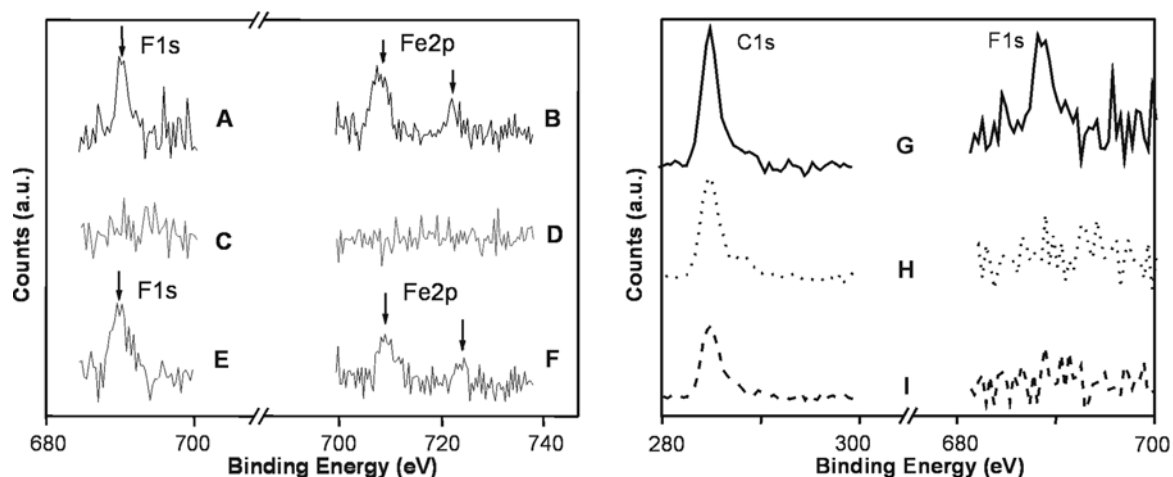 F1s
Fe2p
A
B
C
D
F1s
Fe2p
E
F
Counts (a.u.)
680 700 700 720 740
Binding Energy (eV)
C1s
F1s
G
H
I
Counts (a.u.)
280 300 680 700
Binding Energy (eV)